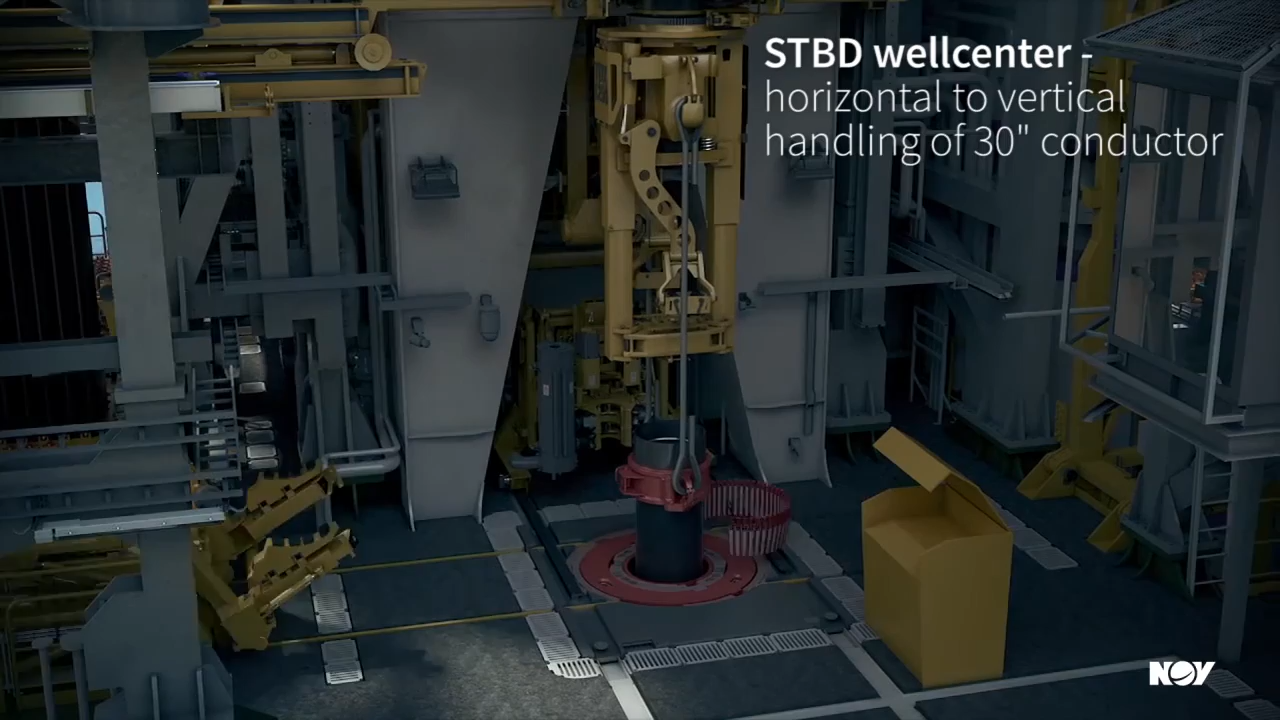 STBD wellcenter -
horizontal to vertical
handling of 30" conductor
NOV